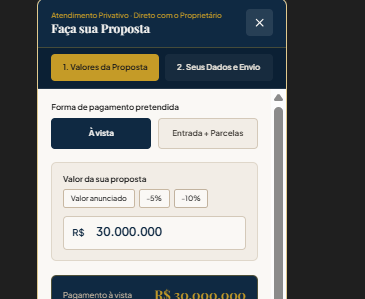 Atendimento Privativo · Direto com o Proprietário
Faça sua Proposta
×
1. Valores da Proposta
2. Seus Dados e Envio
Forma de pagamento pretendida
À vista
Entrada + Parcelas
Valor da sua proposta
Valor anunciado
-5%
-10%
R$ 30.000.000
Pagamento à vista R$ 30.000.000